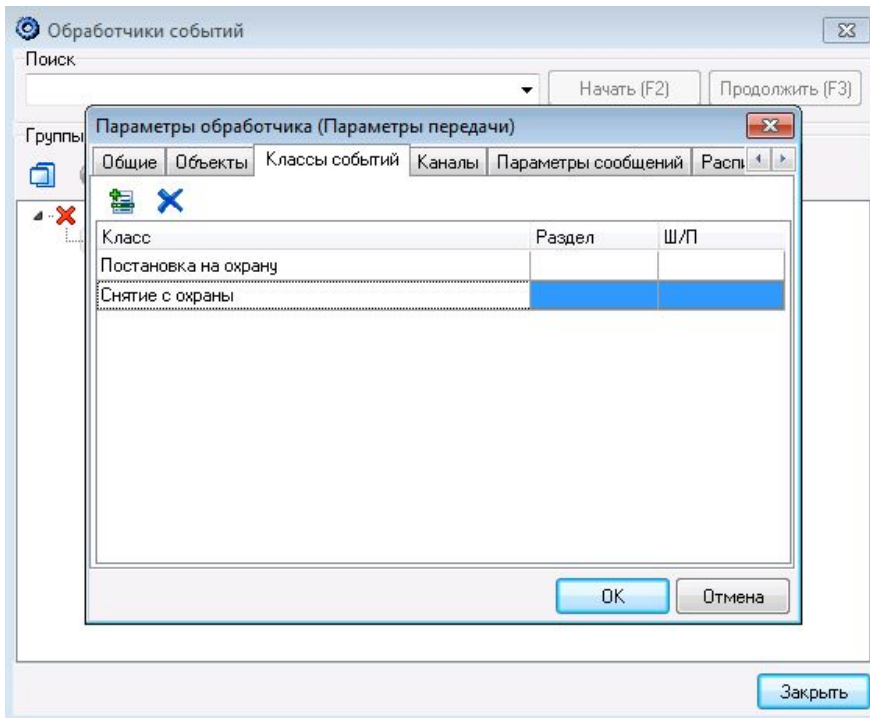 Обработчики событий
Поиск
Начать (F2) Продолжить (F3)
Группы
Параметры обработчика (Параметры передачи)
Общие Объекты Классы событий Каналы Параметры сообщений
Класс Раздел Ш/П
Постановка на охрану
Снятие с охраны
OK Отмена
Закрыть